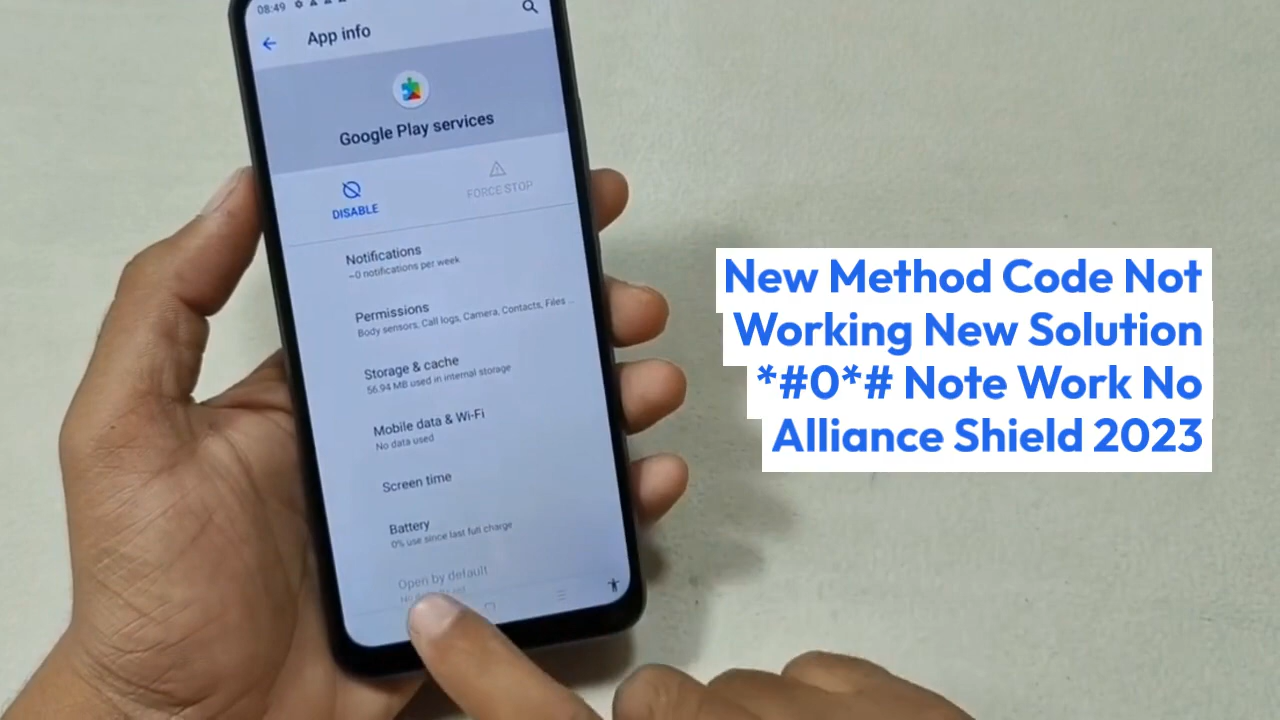 08:49
App info
Google Play services
DISABLE
FORCE STOP
Notifications
~0 notifications per week
Permissions
Body sensors, Call logs, Camera, Contacts, Files ...
Storage & cache
56.94 MB used in internal storage
Mobile data & Wi-Fi
No data used
Screen time
Battery
0% use since last full charge
Open by default
New Method Code Not
Working New Solution
*#0*# Note Work No
Alliance Shield 2023